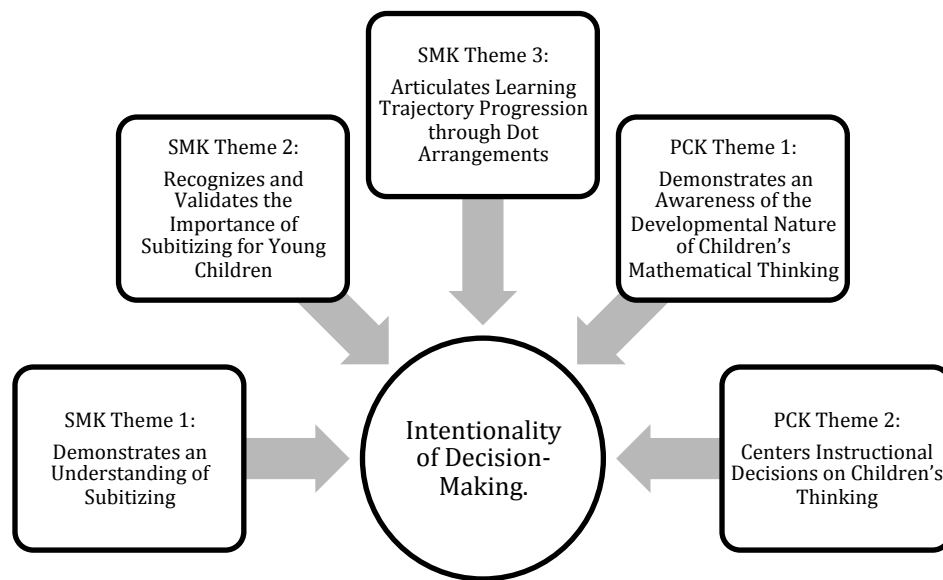 SMK Theme 3:
Articulates Learning
Trajectory Progression
through Dot
Arrangements
SMK Theme 2:
Recognizes and
Validates the
Importance of
Subitizing for Young
Children
PCK Theme 1:
Demonstrates an
Awareness of the
Developmental Nature
of Children’s
Mathematical Thinking
SMK Theme 1:
Demonstrates an
Understanding of
Subitizing
Intentionality
of Decision-
Making.
PCK Theme 2:
Centers Instructional
Decisions on Children’s
Thinking